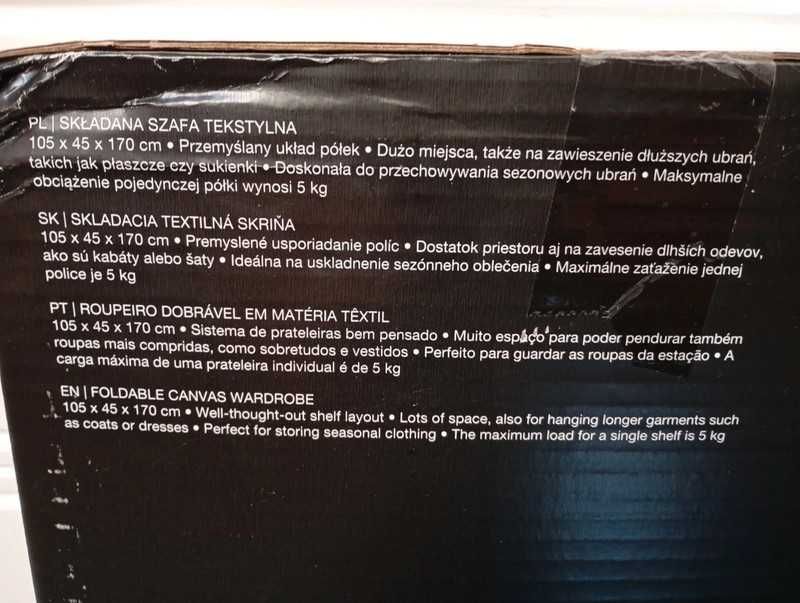 PL | SKŁADANA SZAFA TEKSTYLNA
105 x 45 x 170 cm • Przemyślany układ półek • Dużo miejsca, także na zawieszenie dłuższych ubrań,
takich jak płaszcze czy sukienki • Doskonała do przechowywania sezonowych ubrań • Maksymalne
obciążenie pojedynczej półki wynosi 5 kg
SK | SKLADACIA TEXTILNÁ SKRIŇA
105 x 45 x 170 cm • Premyslené usporiadanie políc • Dostatok priestoru aj na zavesenie dlhších odevov,
ako sú kabáty alebo šaty • Ideálna na uskladnenie sezónneho oblečenia • Maximálne zaťaženie jednej
police je 5 kg
PT | ROUPEIRO DOBRÁVEL EM MATÉRIA TÊXTIL
105 x 45 x 170 cm • Sistema de prateleiras bem pensado • Muito espaço para poder pendurar também
roupas mais compridas, como sobretudos e vestidos • Perfeito para guardar as roupas da estação • A
carga máxima de uma prateleira individual é de 5 kg
EN | FOLDABLE CANVAS WARDROBE
105 x 45 x 170 cm • Well-thought-out shelf layout • Lots of space, also for hanging longer garments such
as coats or dresses • Perfect for storing seasonal clothing • The maximum load for a single shelf is 5 kg